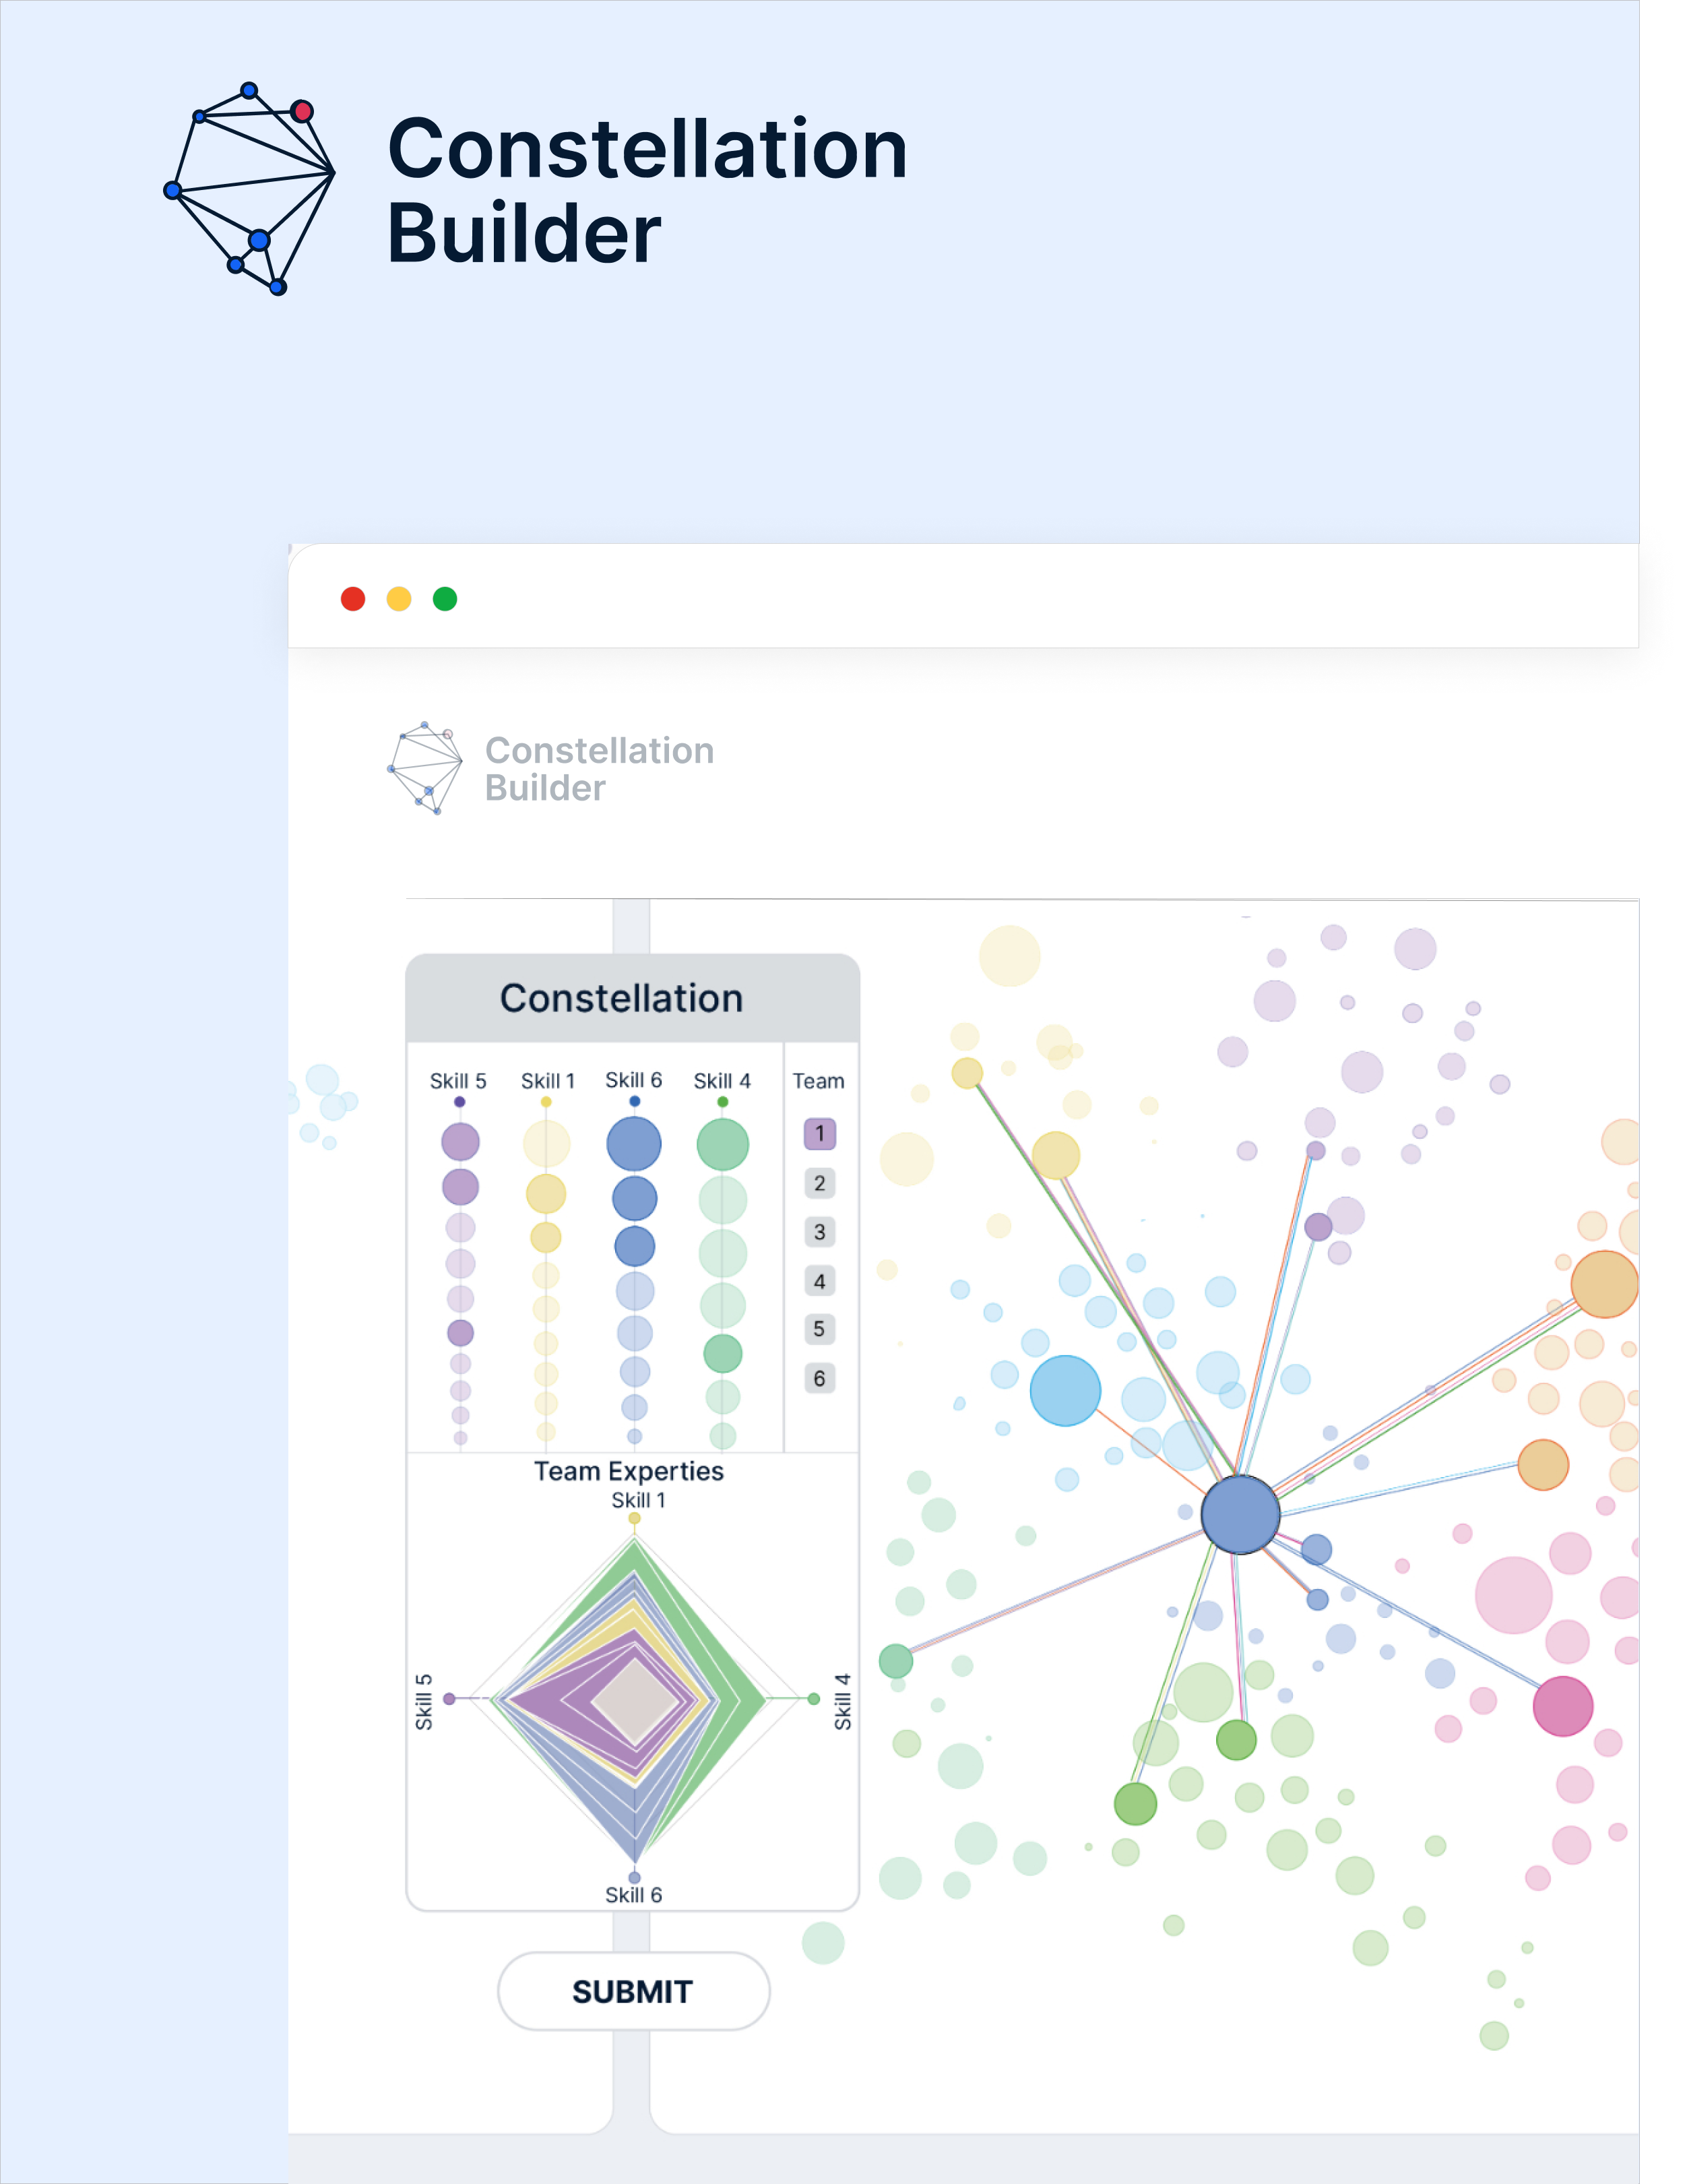 Constellation
Builder
Constellation
Builder
Constellation
Skill 5 Skill 1 Skill 6 Skill 4 Team
1
2
3
4
5
6
Team Experties
Skill 1
Skill 5
Skill 4
Skill 6
SUBMIT